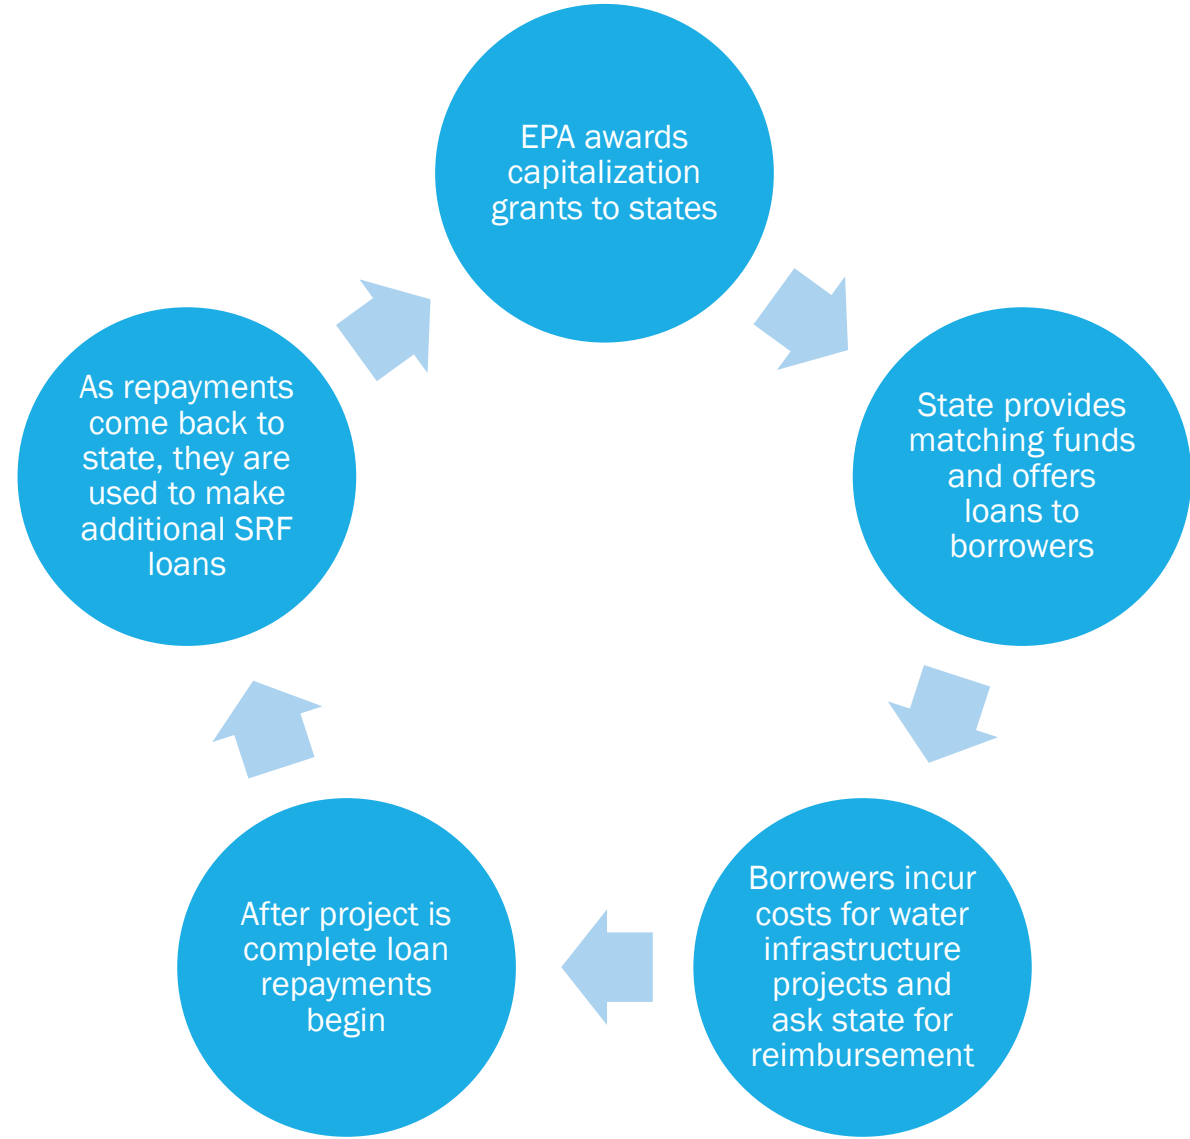 EPA awards
capitalization
grants to states
State provides
matching funds
and offers
loans to
borrowers
Borrowers incur
costs for water
infrastructure
projects and
ask state for
reimbursement
After project is
complete loan
repayments
begin
As repayments
come back to
state, they are
used to make
additional SRF
loans